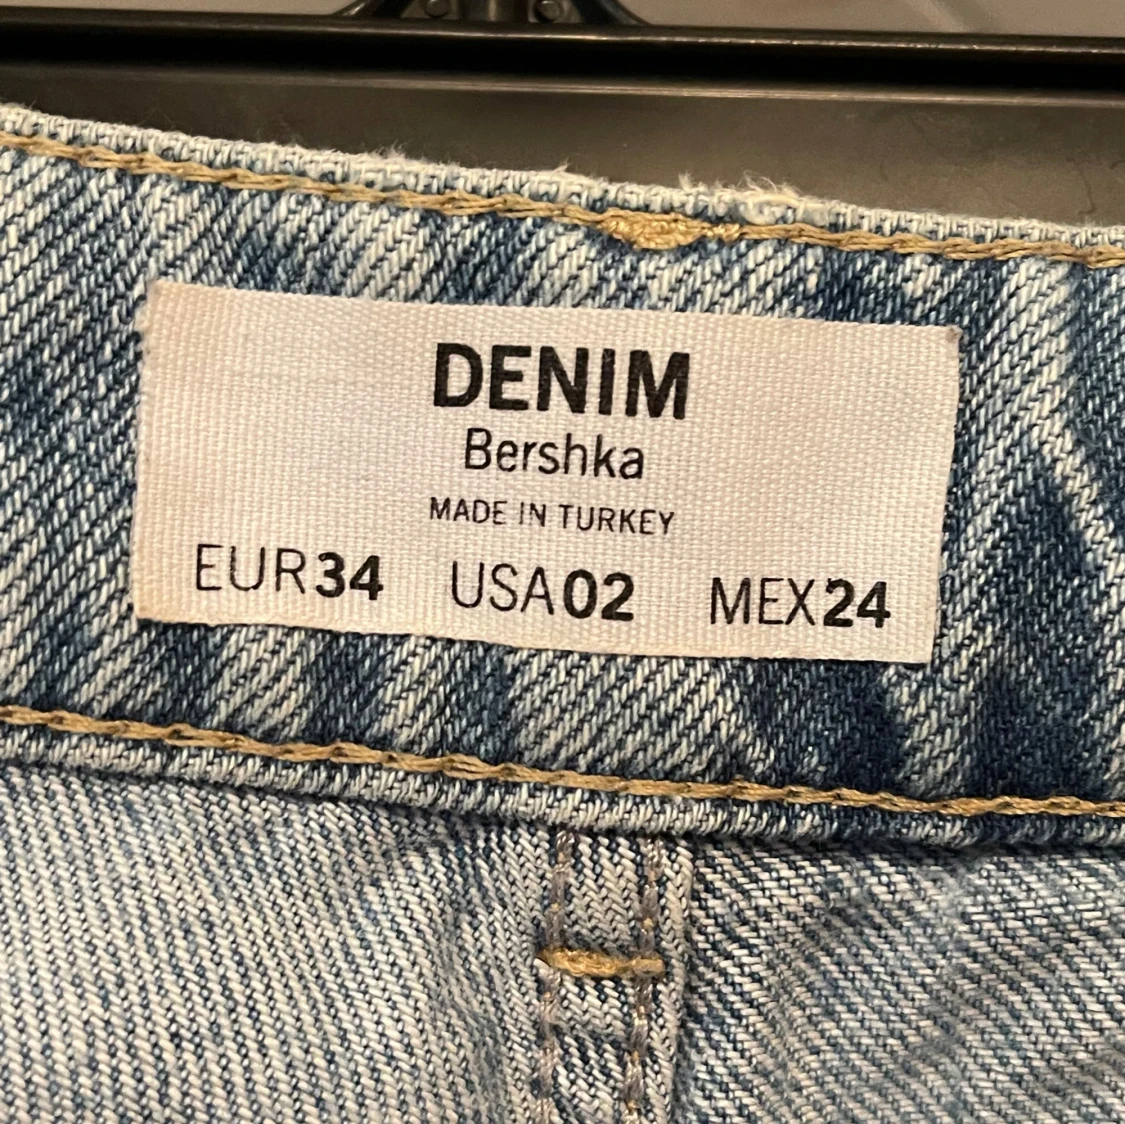 DENIM
Bershka
MADE IN TURKEY
EUR34 USA02 MEX24